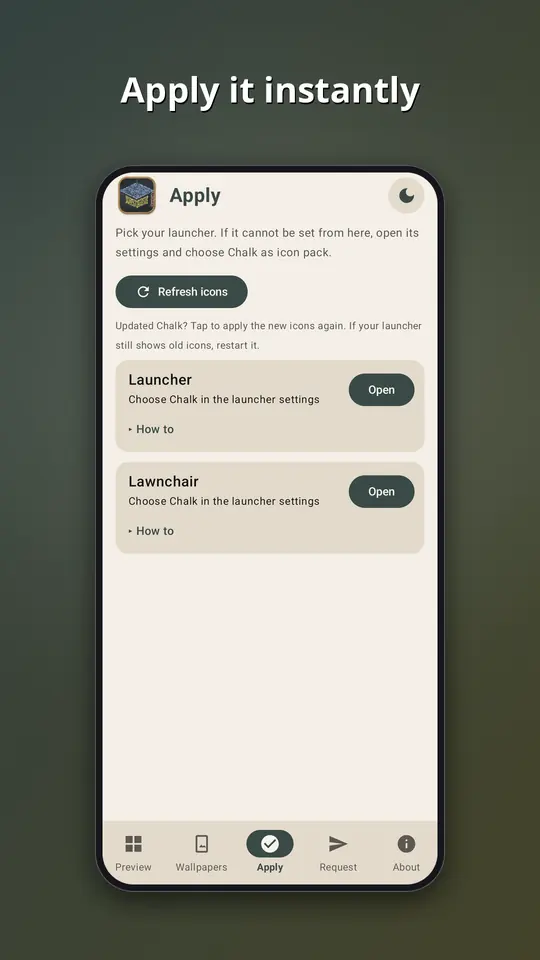 Apply it instantly
Apply
Pick your launcher. If it cannot be set from here, open its
settings and choose Chalk as icon pack.
Refresh icons
Updated Chalk? Tap to apply the new icons again. If your launcher
still shows old icons, restart it.
Launcher
Choose Chalk in the launcher settings
Open
▸ How to
Lawnchair
Choose Chalk in the launcher settings
Open
▸ How to
Preview
Wallpapers
Apply
Request
About